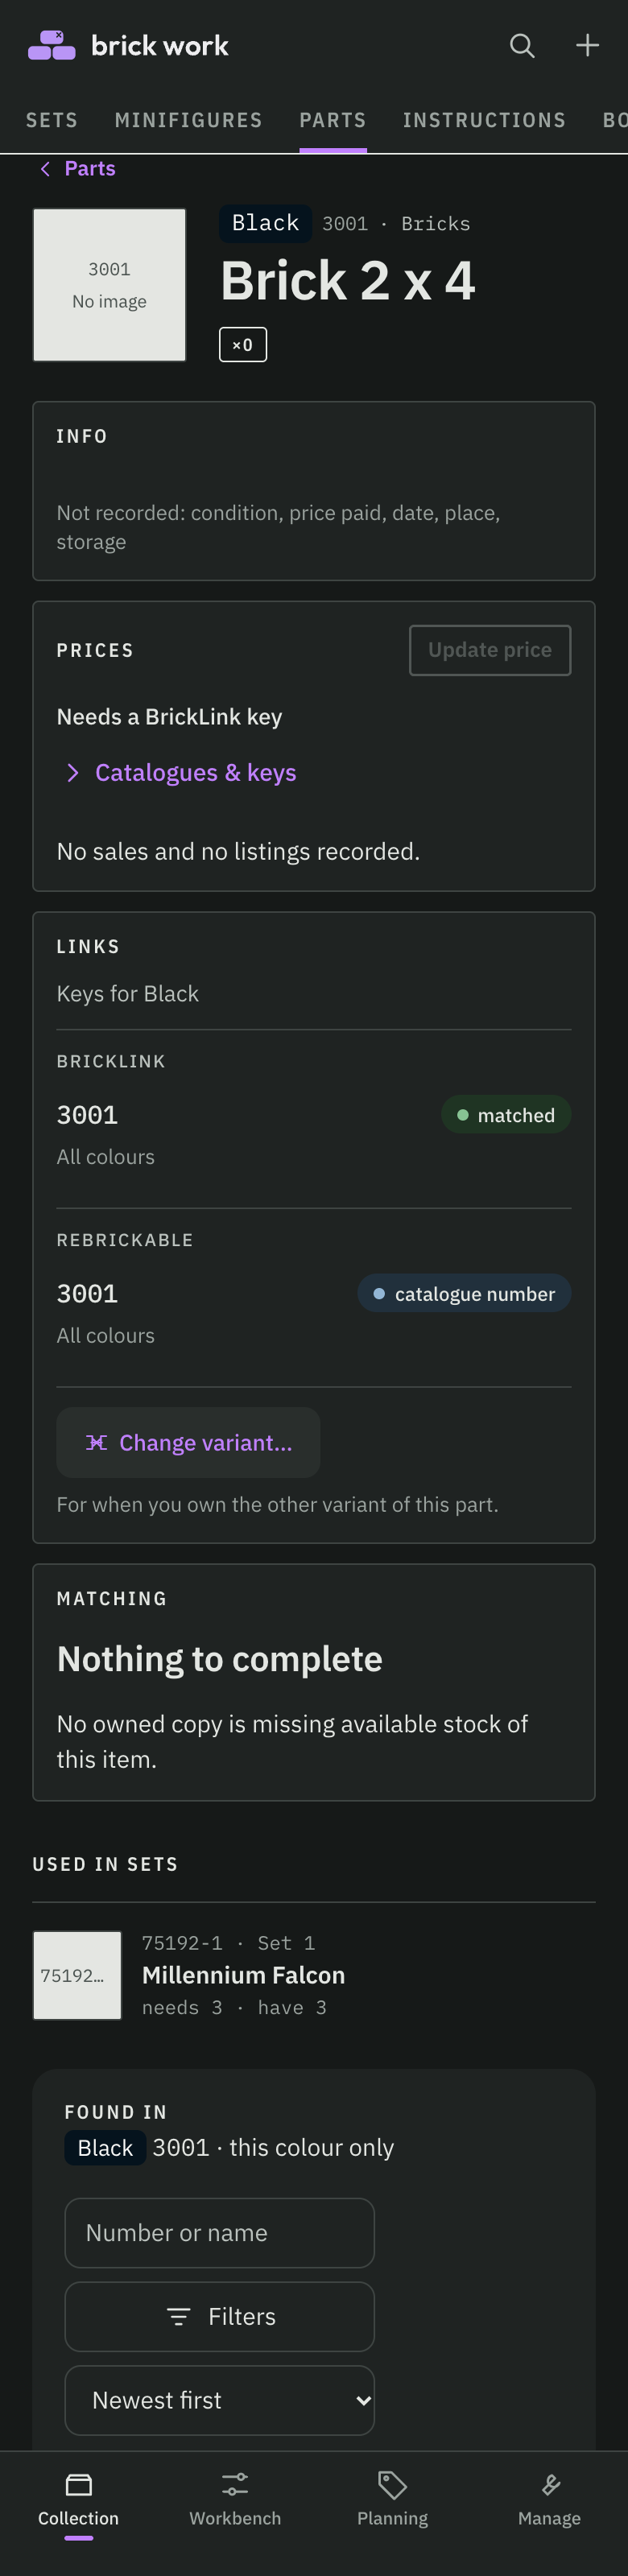 brick work
SETS MINIFIGURES PARTS INSTRUCTIONS BO
Parts
3001
No image
Black 3001 · Bricks
Brick 2 x 4
×0
INFO
Not recorded: condition, price paid, date, place,
storage
PRICES
Update price
Needs a BrickLink key
Catalogues & keys
No sales and no listings recorded.
LINKS
Keys for Black
BRICKLINK
3001
matched
All colours
REBRICKABLE
3001
catalogue number
All colours
Change variant…
For when you own the other variant of this part.
MATCHING
Nothing to complete
No owned copy is missing available stock of
this item.
USED IN SETS
75192…
75192-1 · Set 1
Millennium Falcon
needs 3 · have 3
FOUND IN
Black 3001 · this colour only
Number or name
Filters
Newest first
Collection Workbench Planning Manage